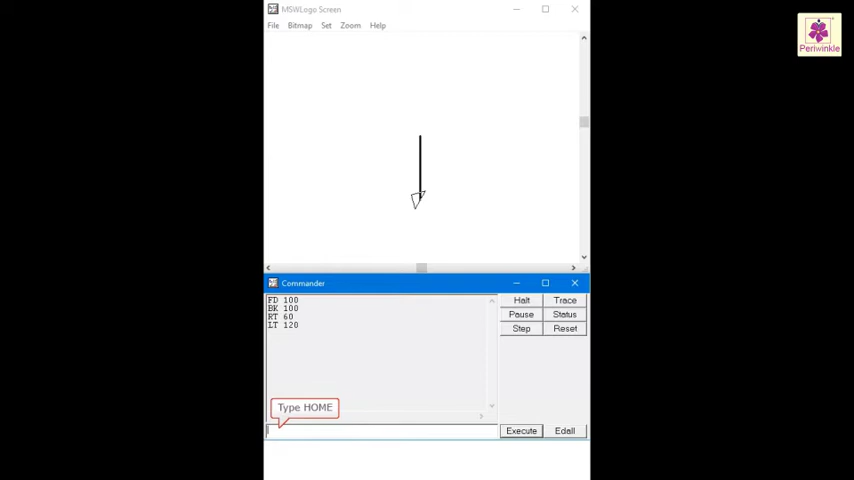 MSWLogo Screen
File Bitmap Set Zoom Help
Periwinkle
Commander
FD 100
BK 100
RT 60
LT 120
Halt Trace
Pause Status
Step Reset
Type HOME
Execute Edall